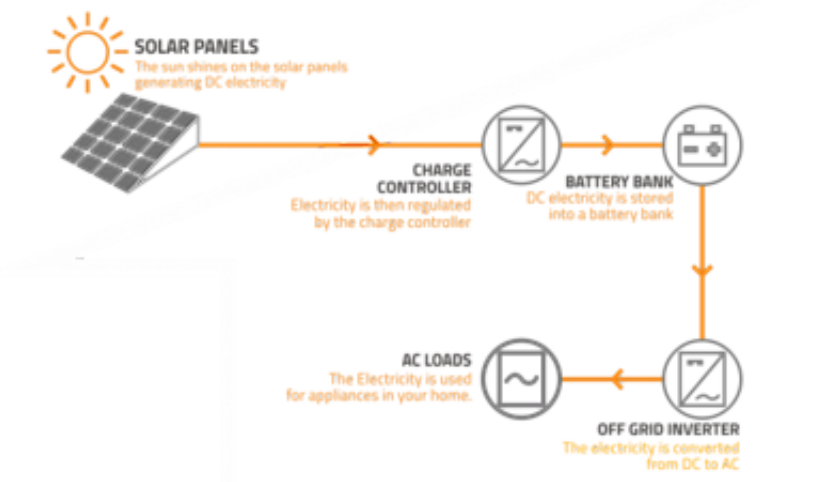 SOLAR PANELS
The sun shines on the solar panels
generating DC electricity
CHARGE
CONTROLLER
Electricity is then regulated
by the charge controller
BATTERY BANK
DC electricity is stored
into a battery bank
AC LOADS
The Electricity is used
for appliances in your home.
OFF GRID INVERTER
The electricity is converted
from DC to AC